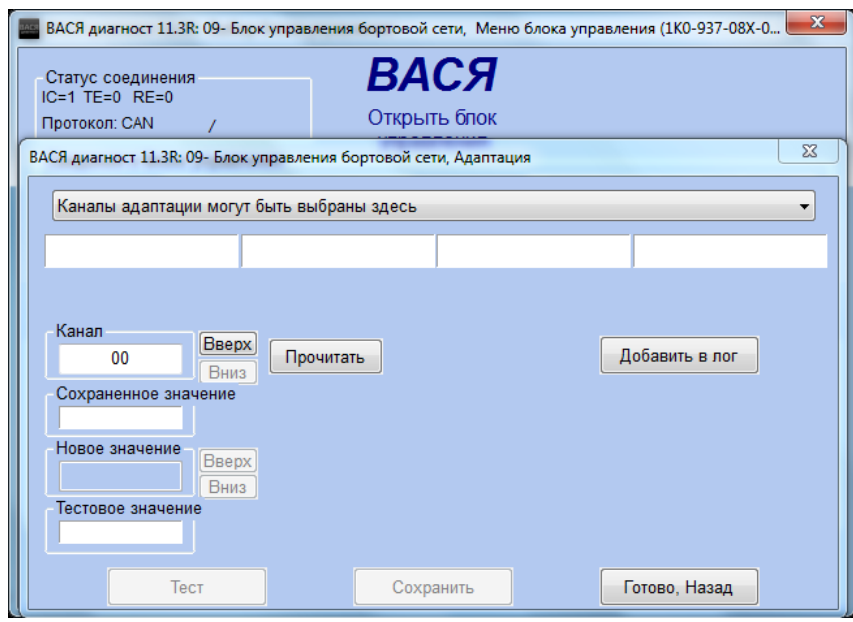 ВАСЯ диагност 11.3R: 09- Блок управления бортовой сети, Меню блока управления (1K0-937-08X-0...
Статус соединения
IC=1 TE=0 RE=0
Протокол: CAN /
ВАСЯ
Открыть блок
ВАСЯ диагност 11.3R: 09- Блок управления бортовой сети, Адаптация
Каналы адаптации могут быть выбраны здесь
Канал
00
Вверх
Вниз
Прочитать
Добавить в лог
Сохраненное значение
Новое значение
Вверх
Вниз
Тестовое значение
Тест
Сохранить
Готово, Назад